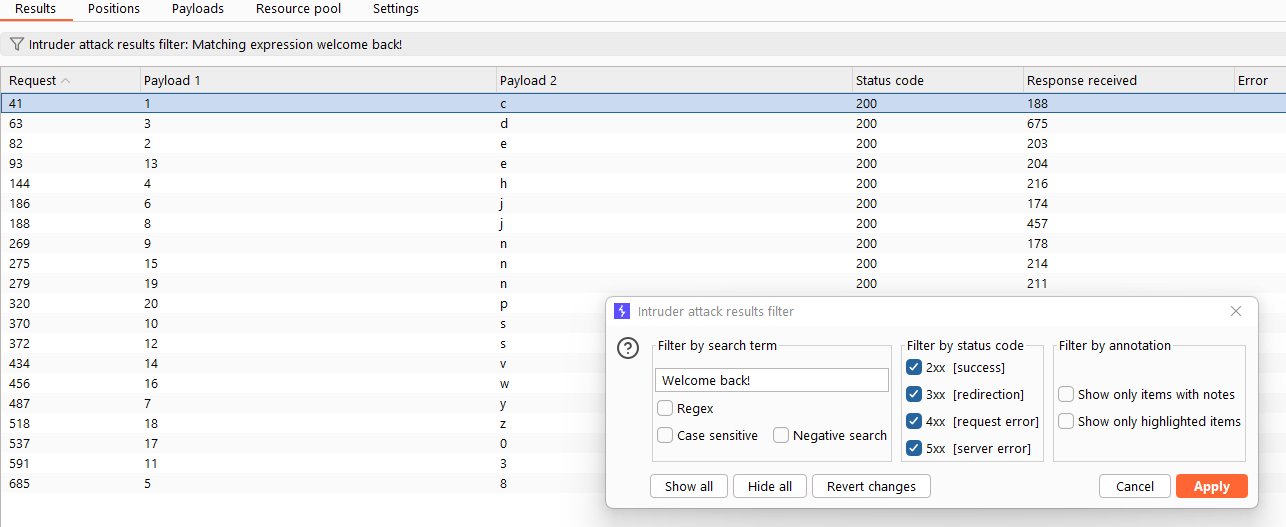 Results Positions Payloads Resource pool Settings
Intruder attack results filter: Matching expression welcome back!
Request Payload 1 Payload 2 Status code Response received Error
41 1 c 200 188
63 3 d 200 675
82 2 e 200 203
93 13 e 200 204
144 4 h 200 216
186 6 j 200 174
188 8 j 200 457
269 9 n 200 178
275 15 n 200 214
279 19 n 200 211
320 20 p
370 10 s
372 12 s
434 14 v
456 16 w
487 7 y
518 18 z
537 17 0
591 11 3
685 5 8
Intruder attack results filter
?
Filter by search term
Welcome back!
Regex
Case sensitive Negative search
Filter by status code
2xx [success]
3xx [redirection]
4xx [request error]
5xx [server error]
Filter by annotation
Show only items with notes
Show only highlighted items
Show all Hide all Revert changes Cancel Apply